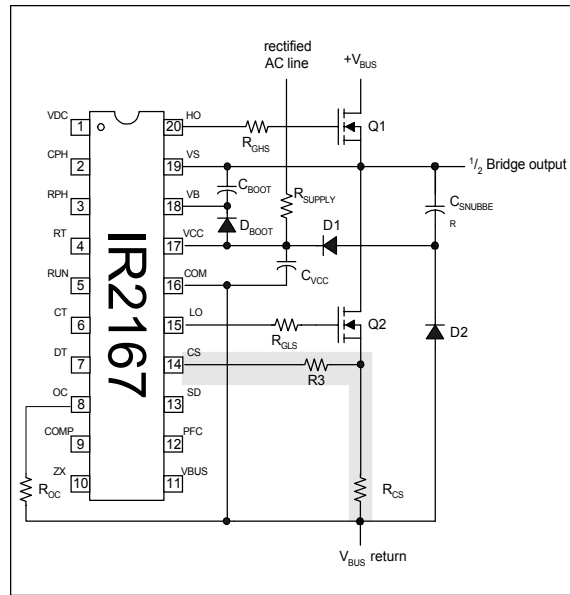 rectified
AC line
+VBUS
VDC
1
20
HO
RGHS
Q1
CPH
2
19
VS
1/2 Bridge output
CBOOT
RPH
3
18
VB
RSUPPLY
CSNUBBE
R
DBOOT
D1
RT
4
17
VCC
IR2167
RUN
5
16
COM
CVCC
CT
6
15
LO
RGLS
Q2
D2
DT
7
14
CS
R3
OC
8
13
SD
COMP
9
12
PFC
ROC
ZX
10
11
VBUS
RCS
VBUS return